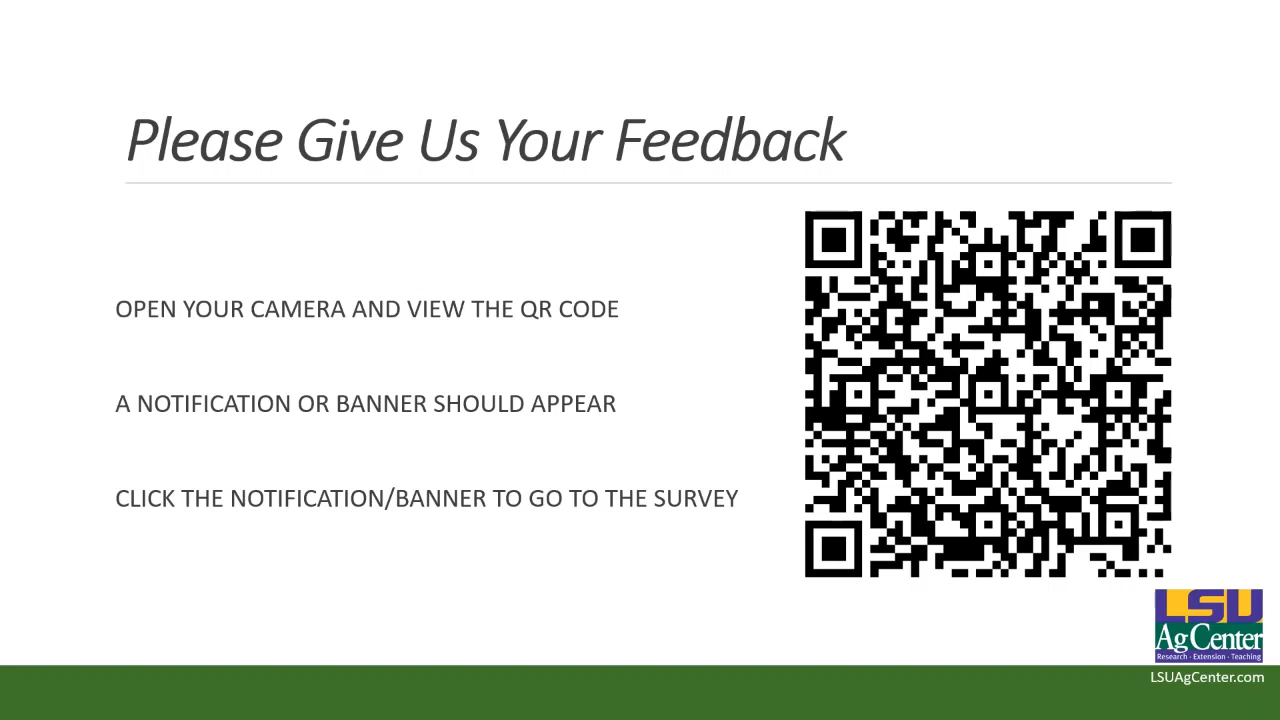 Please Give Us Your Feedback
OPEN YOUR CAMERA AND VIEW THE QR CODE
A NOTIFICATION OR BANNER SHOULD APPEAR
CLICK THE NOTIFICATION/BANNER TO GO TO THE SURVEY
LSU
AgCenter
Research · Extension · Teaching
LSUAgCenter.com